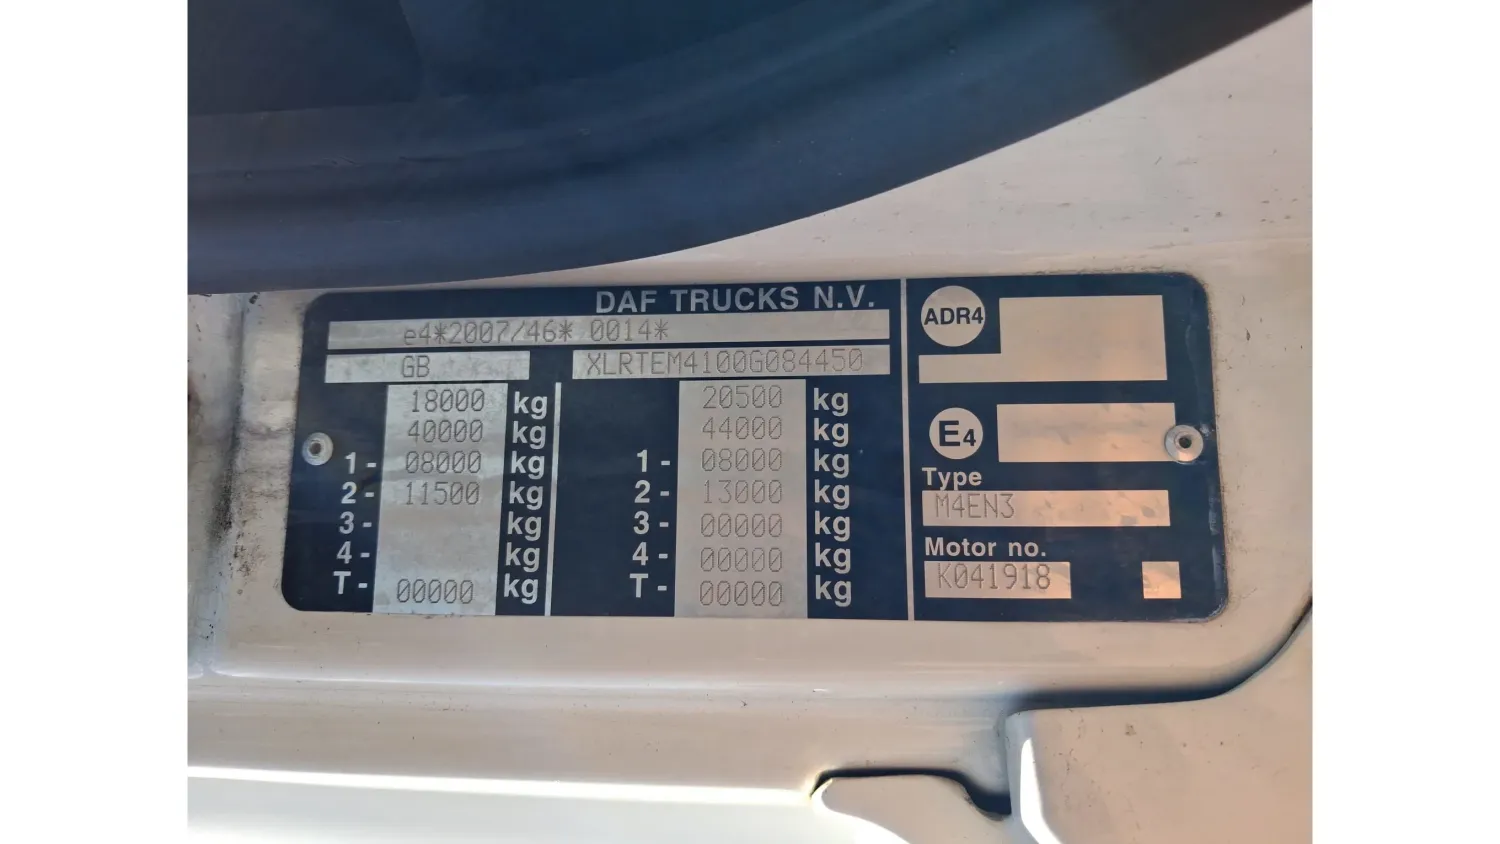 DAF TRUCKS N.V.
e4*2007/46* 0014*
GB XLRTEM4100G084450
18000 kg 20500 kg
40000 kg 44000 kg
1- 08000 kg 1- 08000 kg
2- 11500 kg 2- 13000 kg
3- kg 3- 00000 kg
4- kg 4- 00000 kg
T- 00000 kg T- 00000 kg
ADR4
E4
Type
M4EN3
Motor no.
K041918